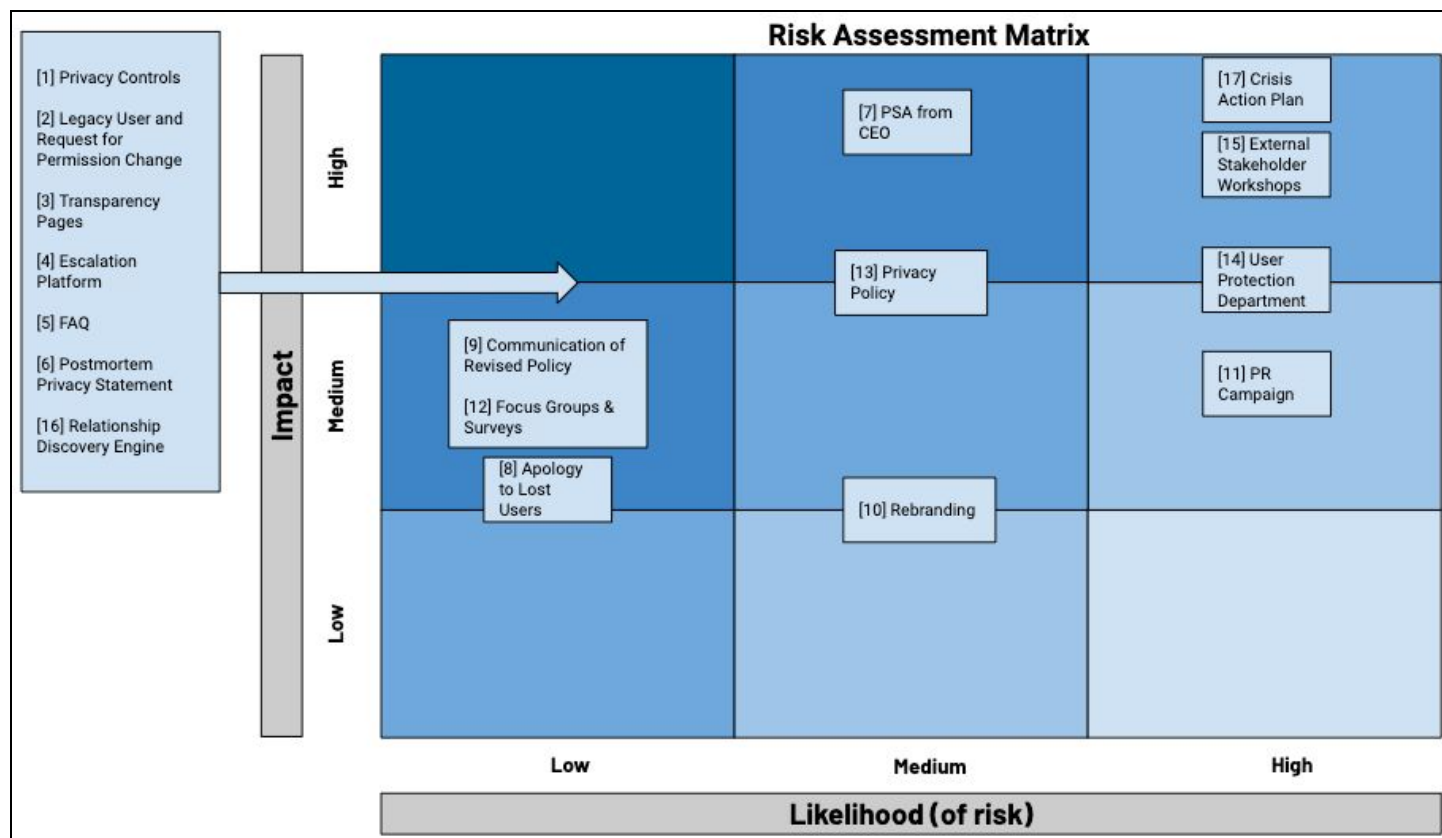 Risk Assessment Matrix
[1] Privacy Controls
[2] Legacy User and
Request for
Permission Change
[3] Transparency
Pages
[4] Escalation
Platform
[5] FAQ
[6] Postmortem
Privacy Statement
[16] Relationship
Discovery Engine
Impact
High
Medium
Low
[7] PSA from
CEO
[17] Crisis
Action Plan
[15] External
Stakeholder
Workshops
[13] Privacy
Policy
[14] User
Protection
Department
[9] Communication of
Revised Policy
[12] Focus Groups &
Surveys
[11] PR
Campaign
[8] Apology
to Lost
Users
[10] Rebranding
Low
Medium
High
Likelihood (of risk)